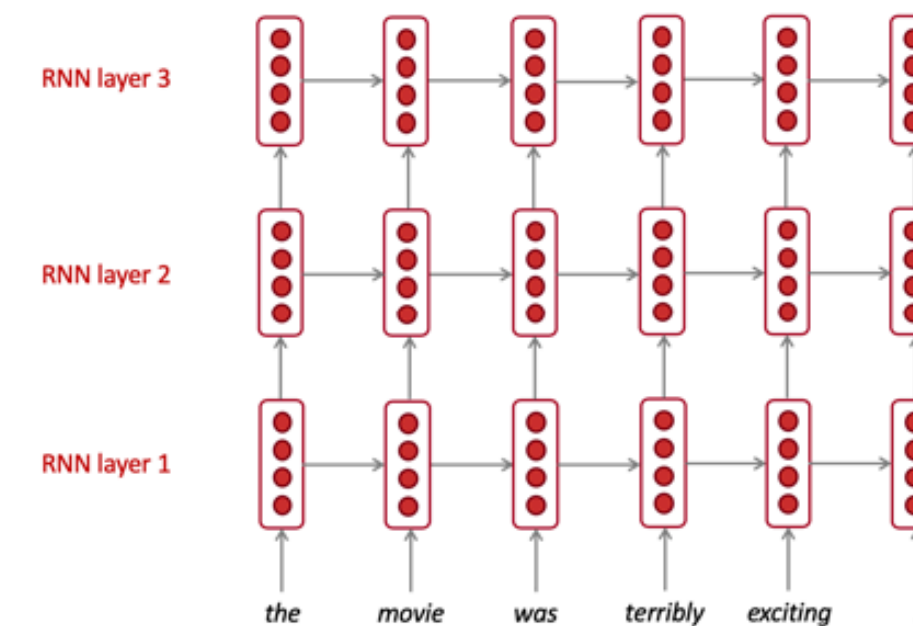 RNN layer 3
RNN layer 2
RNN layer 1
the movie was terribly exciting